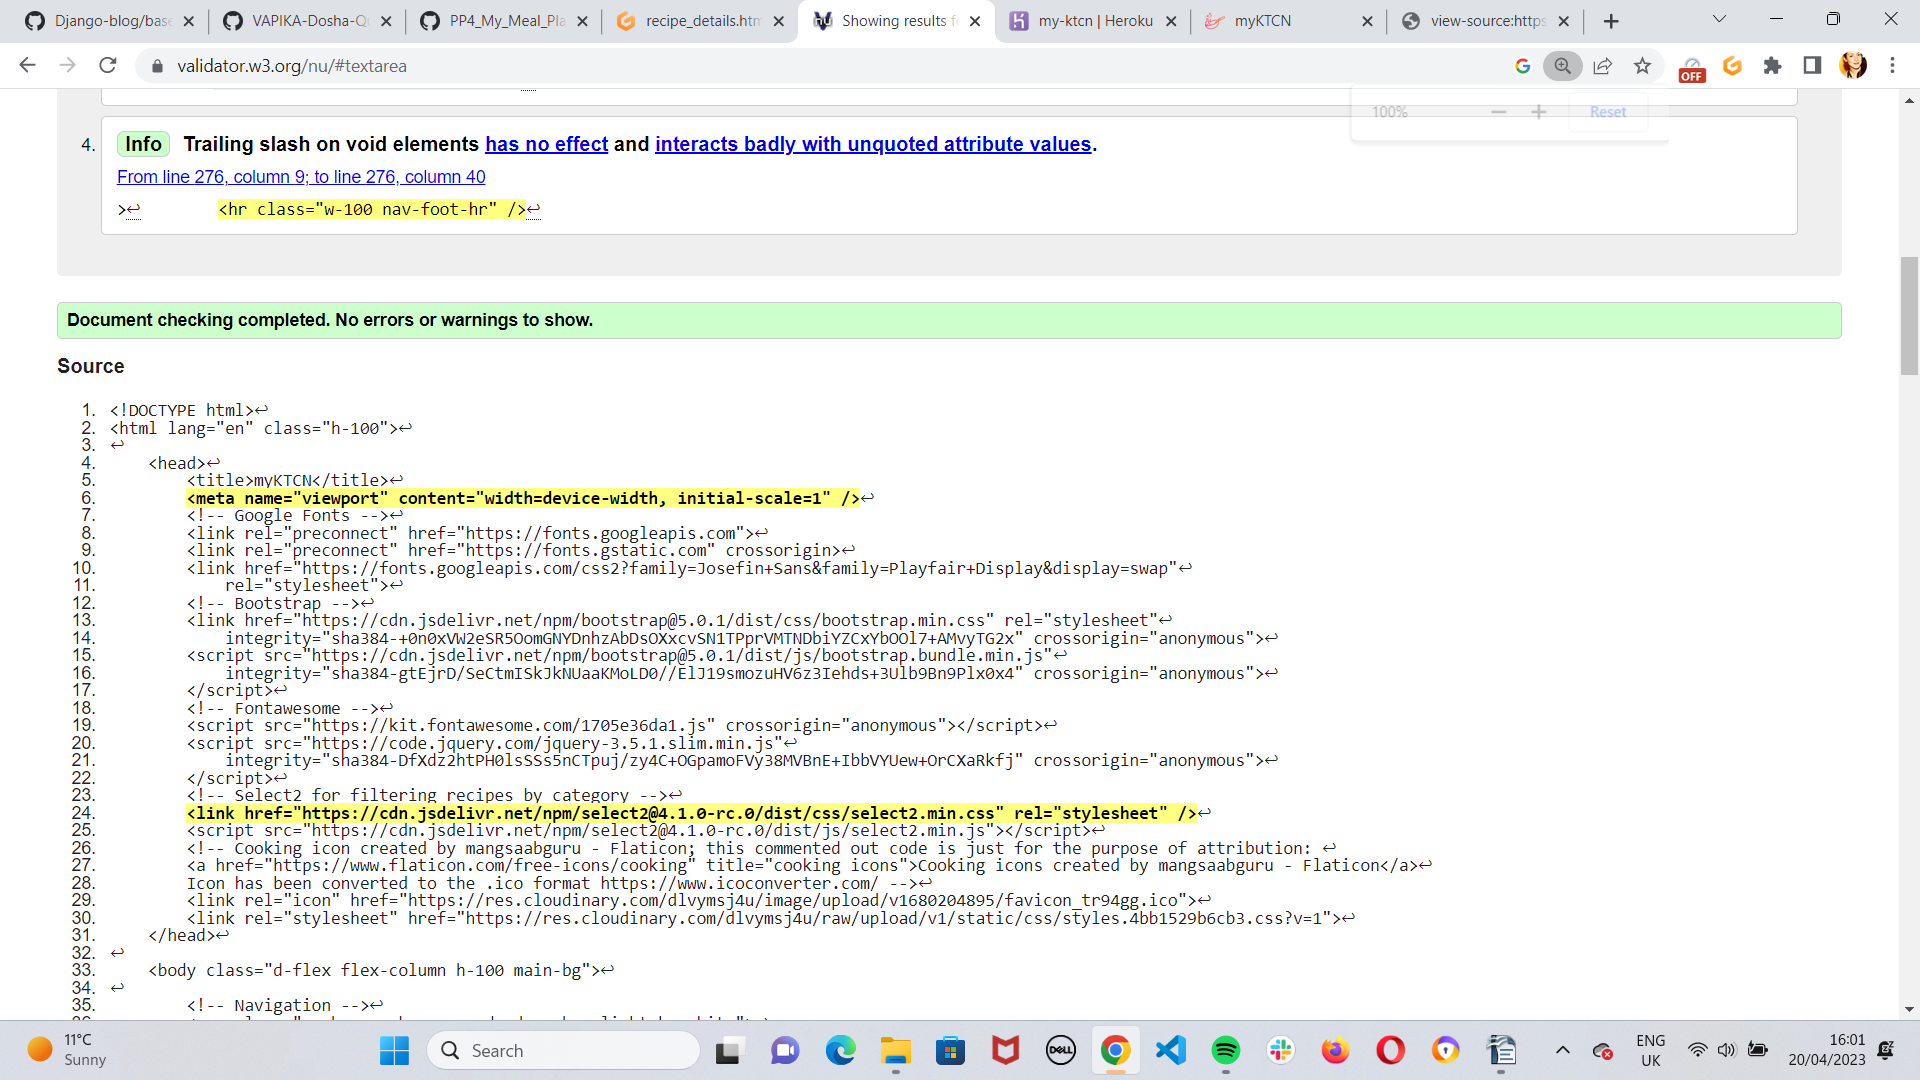 Django-blog/base
VAPIKA-Dosha-Qu
PP4_My_Meal_Pla
recipe_details.htm
Showing results f
my-ktcn | Heroku
myKTCN
view-source:https
validator.w3.org/nu/#textarea
OFF
100%
Reset
4. Info Trailing slash on void elements has no effect and interacts badly with unquoted attribute values.
From line 276, column 9; to line 276, column 40
>↩ <hr class="w-100 nav-foot-hr" />↩
Document checking completed. No errors or warnings to show.
Source
1. <!DOCTYPE html>↩
2. <html lang="en" class="h-100">↩
3. ↩
4. <head>↩
5. <title>myKTCN</title>↩
6. <meta name="viewport" content="width=device-width, initial-scale=1" />↩
7. <!-- Google Fonts -->↩
8. <link rel="preconnect" href="https://fonts.googleapis.com">↩
9. <link rel="preconnect" href="https://fonts.gstatic.com" crossorigin>↩
10. <link href="https://fonts.googleapis.com/css2?family=Josefin+Sans&family=Playfair+Display&display=swap"↩
11. rel="stylesheet">↩
12. <!-- Bootstrap -->↩
13. <link href="https://cdn.jsdelivr.net/npm/bootstrap@5.0.1/dist/css/bootstrap.min.css" rel="stylesheet"↩
14. integrity="sha384-+0n0xVW2eSR5OomGNYDnhzAbDsOXxcvSN1TPprVMTNDbiYZCxYbOOl7+AMvyTG2x" crossorigin="anonymous">↩
15. <script src="https://cdn.jsdelivr.net/npm/bootstrap@5.0.1/dist/js/bootstrap.bundle.min.js"↩
16. integrity="sha384-gtEjrD/SeCtmISkJkNUaaKMoLD0//ElJ19smozuHV6z3Iehds+3Ulb9Bn9Plx0x4" crossorigin="anonymous">↩
17. </script>↩
18. <!-- Fontawesome -->↩
19. <script src="https://kit.fontawesome.com/1705e36da1.js" crossorigin="anonymous"></script>↩
20. <script src="https://code.jquery.com/jquery-3.5.1.slim.min.js"↩
21. integrity="sha384-DfXdz2htPH0lsSSs5nCTpuj/zy4C+OGpamoFVy38MVBnE+IbbVYUew+OrCXaRkfj" crossorigin="anonymous">↩
22. </script>↩
23. <!-- Select2 for filtering recipes by category -->↩
24. <link href="https://cdn.jsdelivr.net/npm/select2@4.1.0-rc.0/dist/css/select2.min.css" rel="stylesheet" />↩
25. <script src="https://cdn.jsdelivr.net/npm/select2@4.1.0-rc.0/dist/js/select2.min.js"></script>↩
26. <!-- Cooking icon created by mangsaabguru - Flaticon; this commented out code is just for the purpose of attribution: ↩
27. <a href="https://www.flaticon.com/free-icons/cooking" title="cooking icons">Cooking icons created by mangsaabguru - Flaticon</a>↩
28. Icon has been converted to the .ico format https://www.icoconverter.com/ -->↩
29. <link rel="icon" href="https://res.cloudinary.com/dlvymsj4u/image/upload/v1680204895/favicon_tr94gg.ico">↩
30. <link rel="stylesheet" href="https://res.cloudinary.com/dlvymsj4u/raw/upload/v1/static/css/styles.4bb1529b6cb3.css?v=1">↩
31. </head>↩
32. ↩
33. <body class="d-flex flex-column h-100 main-bg">↩
34. ↩
35. <!-- Navigation -->↩
11°C
Sunny
Search
DELL
ENG
UK
16:01
20/04/2023